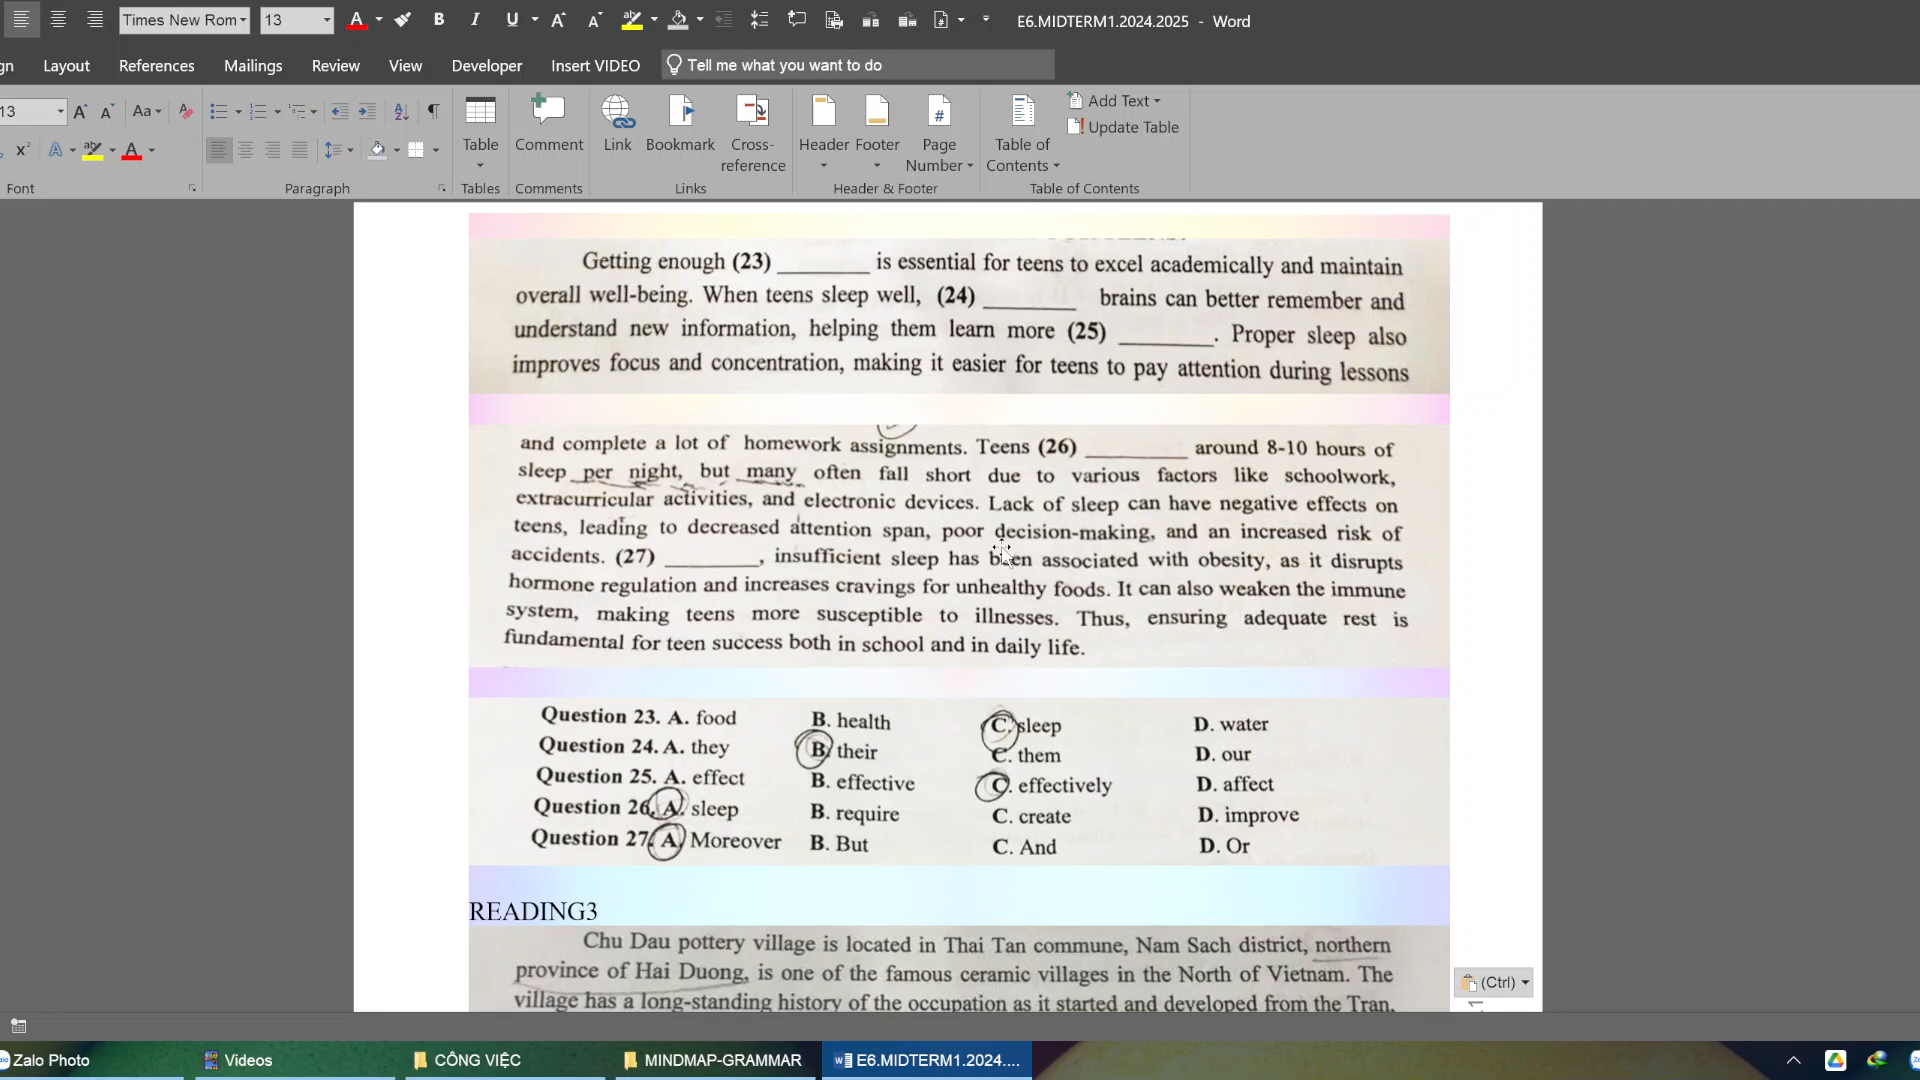 Times New Rom
13
A
B
I
U
E6.MIDTERM1.2024.2025 - Word
gn
Layout
References
Mailings
Review
View
Developer
Insert VIDEO
Tell me what you want to do
13
Aa
Table
Comment
Link
Bookmark
Cross-
reference
Header
Footer
Page
Number
Table of
Contents
Add Text
Update Table
Font
Paragraph
Tables
Comments
Links
Header & Footer
Table of Contents
Getting enough (23) ________ is essential for teens to excel academically and maintain
overall well-being. When teens sleep well, (24) ________ brains can better remember and
understand new information, helping them learn more (25) ________. Proper sleep also
improves focus and concentration, making it easier for teens to pay attention during lessons
and complete a lot of homework assignments. Teens (26) ________ around 8-10 hours of
sleep per night, but many often fall short due to various factors like schoolwork,
extracurricular activities, and electronic devices. Lack of sleep can have negative effects on
teens, leading to decreased attention span, poor decision-making, and an increased risk of
accidents. (27) ________, insufficient sleep has been associated with obesity, as it disrupts
hormone regulation and increases cravings for unhealthy foods. It can also weaken the immune
system, making teens more susceptible to illnesses. Thus, ensuring adequate rest is
fundamental for teen success both in school and in daily life.
Question 23. A. food B. health C. sleep D. water
Question 24. A. they B. their C. them D. our
Question 25. A. effect B. effective C. effectively D. affect
Question 26. A. sleep B. require C. create D. improve
Question 27. A. Moreover B. But C. And D. Or
READING3
Chu Dau pottery village is located in Thai Tan commune, Nam Sach district, northern
province of Hai Duong, is one of the famous ceramic villages in the North of Vietnam. The
village has a long-standing history of the occupation as it started and developed from the Tran,
(Ctrl)
Zalo Photo
Videos
CÔNG VIỆC
MINDMAP-GRAMMAR
E6.MIDTERM1.2024....